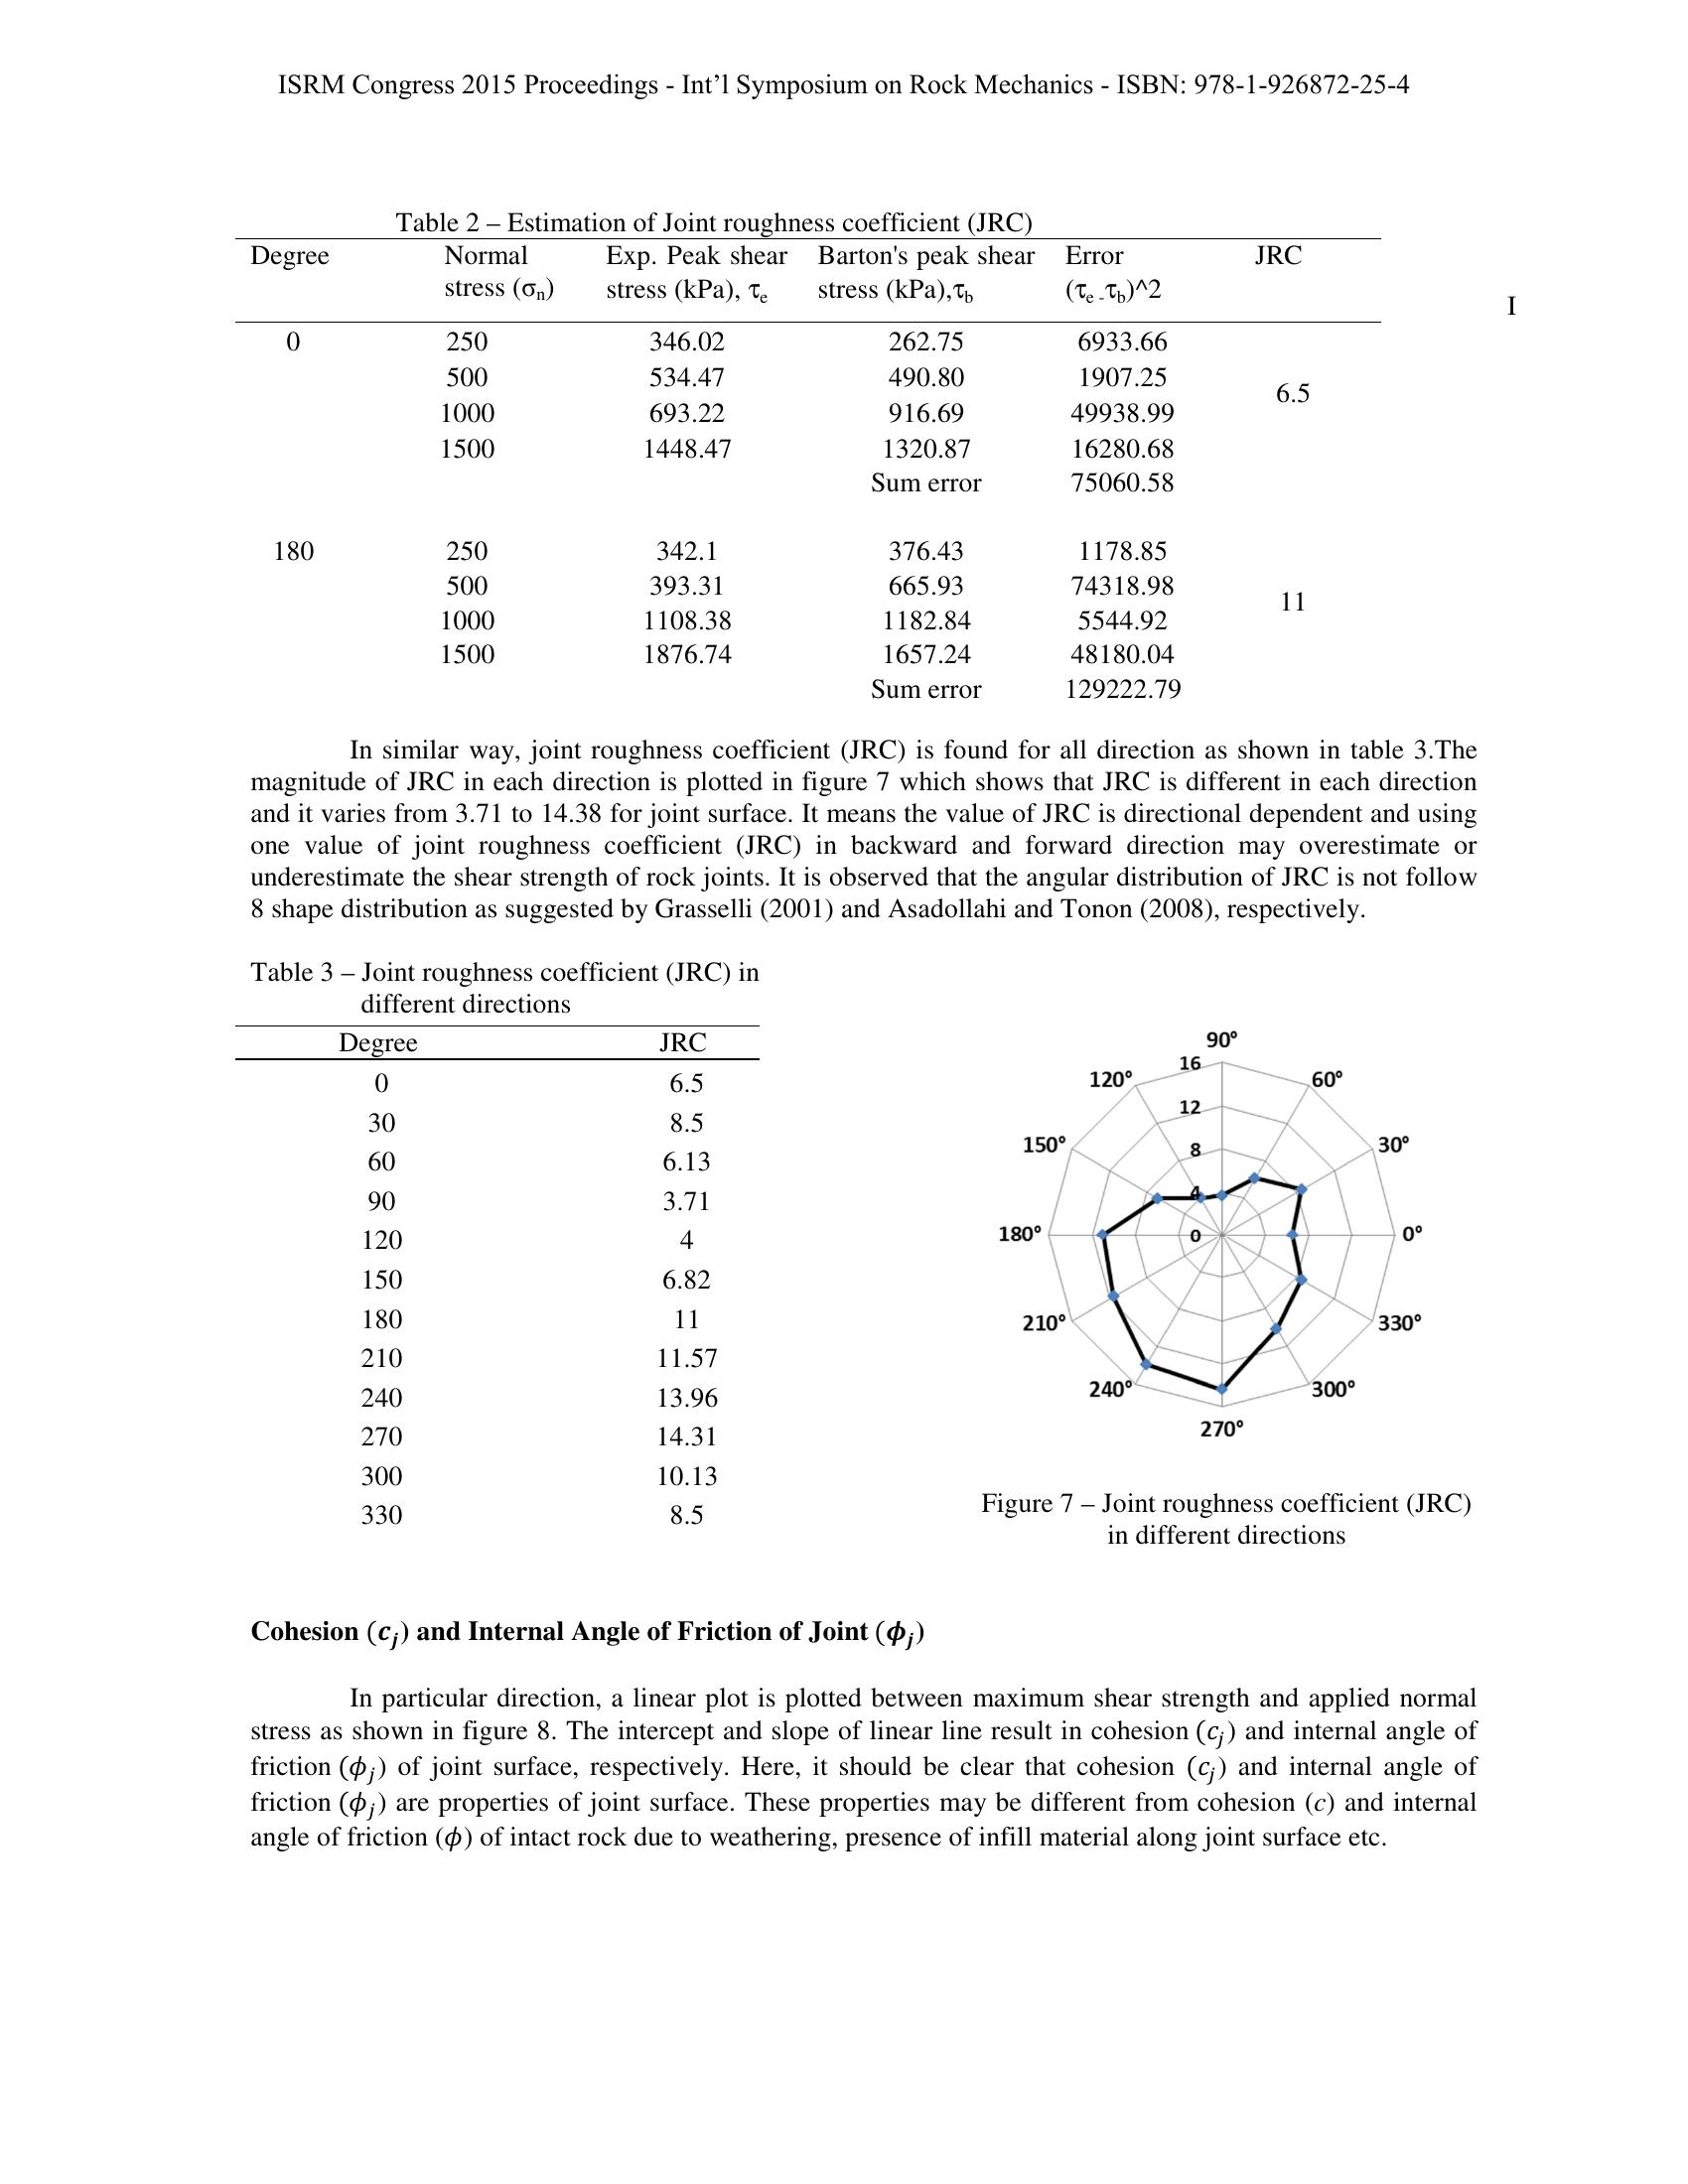 ISRM Congress 2015 Proceedings - Int'l Symposium on Rock Mechanics - ISBN: 978-1-926872-25-4
Table 2 – Estimation of Joint roughness coefficient (JRC)
Degree Normal stress (σn) Exp. Peak shear stress (kPa), τe Barton's peak shear stress (kPa),τb Error (τe -τb)^2 JRC
I
0 250 346.02 262.75 6933.66
500 534.47 490.80 1907.25
6.5
1000 693.22 916.69 49938.99
1500 1448.47 1320.87 16280.68
Sum error 75060.58
180 250 342.1 376.43 1178.85
500 393.31 665.93 74318.98
11
1000 1108.38 1182.84 5544.92
1500 1876.74 1657.24 48180.04
Sum error 129222.79
In similar way, joint roughness coefficient (JRC) is found for all direction as shown in table 3.The
magnitude of JRC in each direction is plotted in figure 7 which shows that JRC is different in each direction
and it varies from 3.71 to 14.38 for joint surface. It means the value of JRC is directional dependent and using
one value of joint roughness coefficient (JRC) in backward and forward direction may overestimate or
underestimate the shear strength of rock joints. It is observed that the angular distribution of JRC is not follow
8 shape distribution as suggested by Grasselli (2001) and Asadollahi and Tonon (2008), respectively.
Table 3 – Joint roughness coefficient (JRC) in
different directions
Degree JRC
0 6.5
30 8.5
60 6.13
90 3.71
120 4
150 6.82
180 11
210 11.57
240 13.96
270 14.31
300 10.13
330 8.5
90°
16
120° 60°
12
150° 8 30°
4
180° 0 0°
210° 330°
240° 300°
270°
Figure 7 – Joint roughness coefficient (JRC)
in different directions
Cohesion (cj) and Internal Angle of Friction of Joint (ϕj)
In particular direction, a linear plot is plotted between maximum shear strength and applied normal
stress as shown in figure 8. The intercept and slope of linear line result in cohesion (cj) and internal angle of
friction (ϕj) of joint surface, respectively. Here, it should be clear that cohesion (cj) and internal angle of
friction (ϕj) are properties of joint surface. These properties may be different from cohesion (c) and internal
angle of friction (ϕ) of intact rock due to weathering, presence of infill material along joint surface etc.